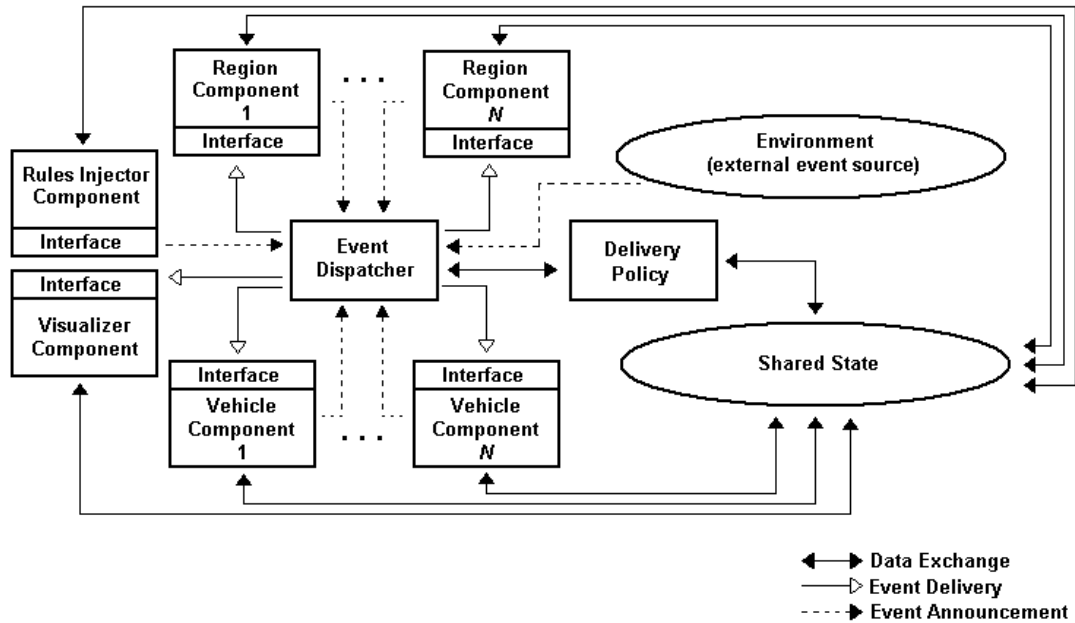 Region
Component
1
Interface
. . .
Region
Component
N
Interface
Environment
(external event source)
Rules Injector
Component
Interface
Interface
Visualizer
Component
Event
Dispatcher
Delivery
Policy
Shared State
Interface
Vehicle
Component
1
. . .
Interface
Vehicle
Component
N
Data Exchange
Event Delivery
Event Announcement